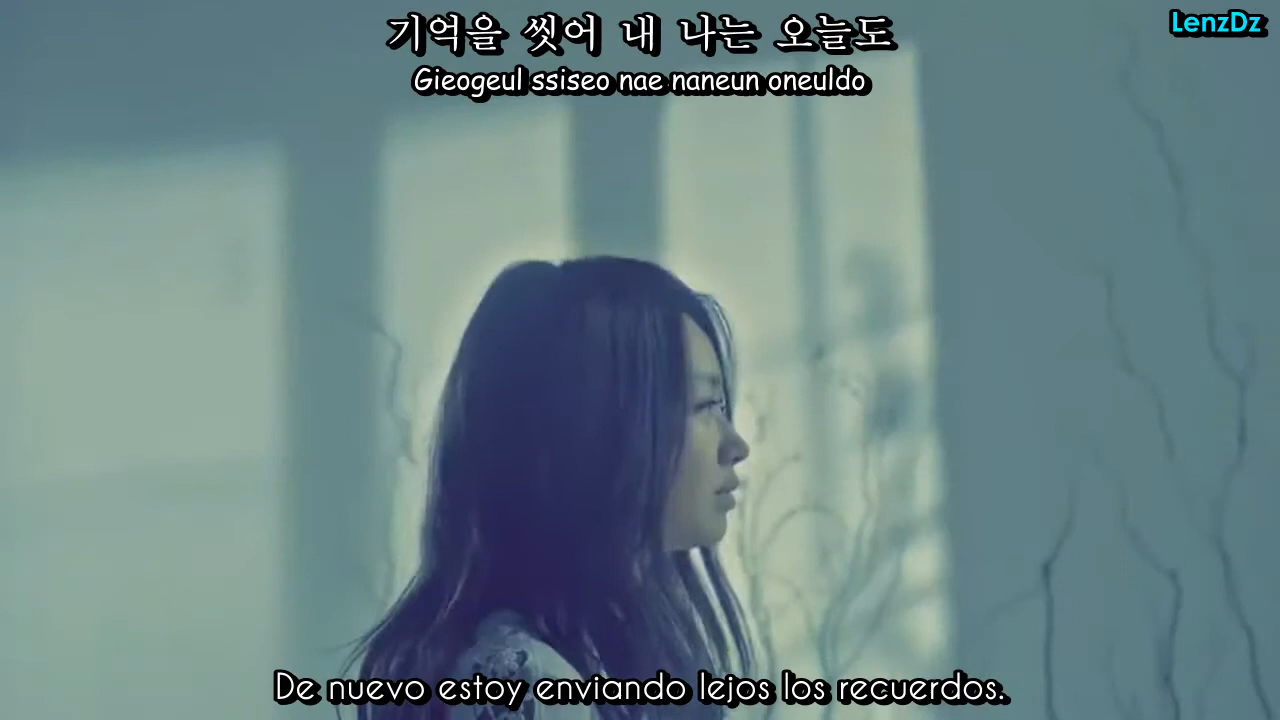 기억을 씻어 내 나는 오늘도
LenzDz
Gieogeul ssiseo nae naneun oneuldo
De nuevo estoy enviando lejos los recuerdos.